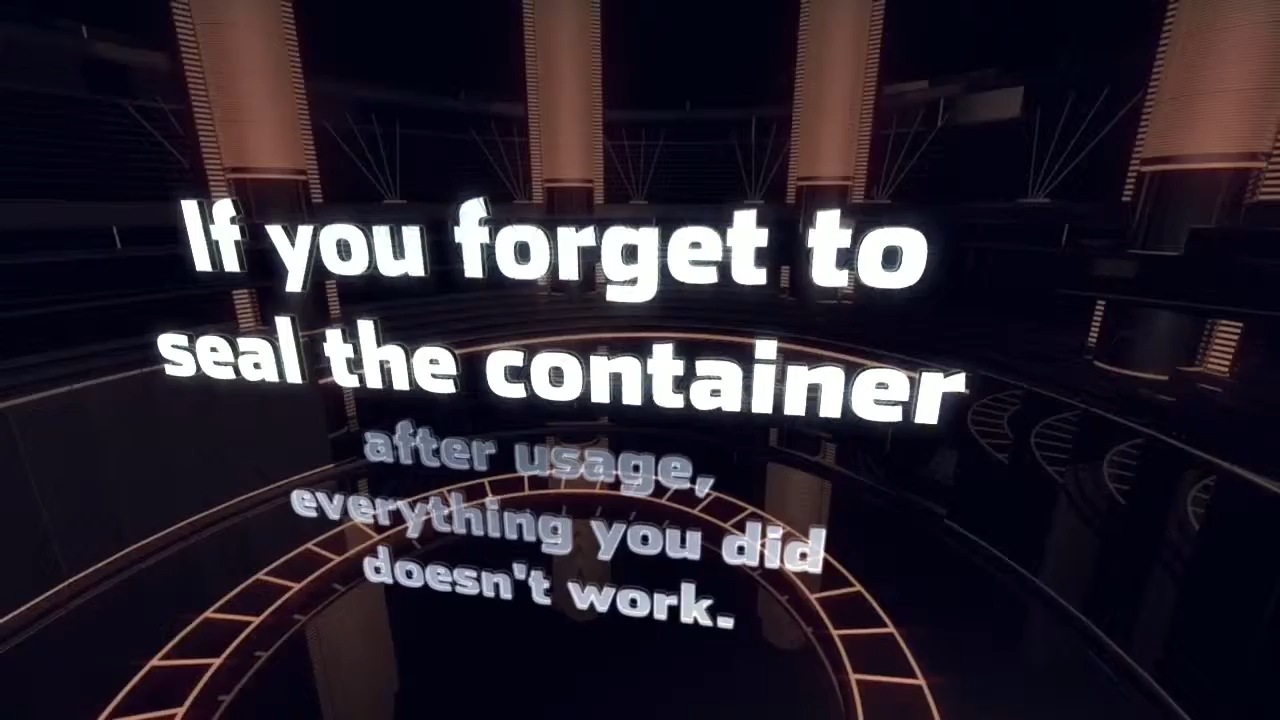 If you forget to
seal the container
after usage,
everything you did
doesn't work.